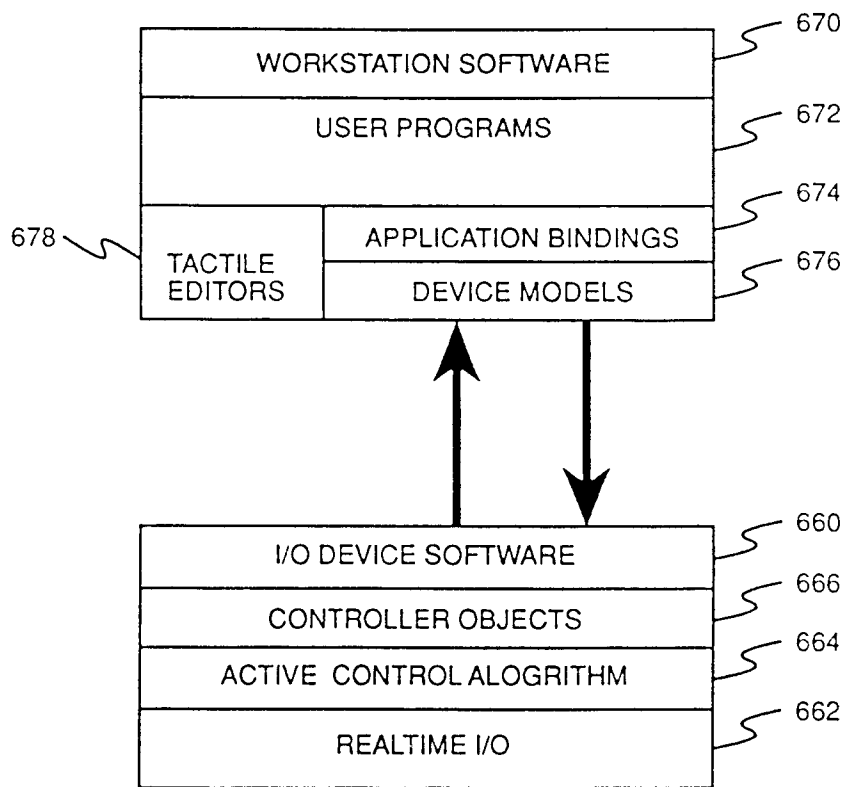 670
WORKSTATION SOFTWARE
672
USER PROGRAMS
674
678
APPLICATION BINDINGS
676
TACTILE
EDITORS
DEVICE MODELS
660
I/O DEVICE SOFTWARE
666
CONTROLLER OBJECTS
664
ACTIVE CONTROL ALOGRITHM
662
REALTIME I/O